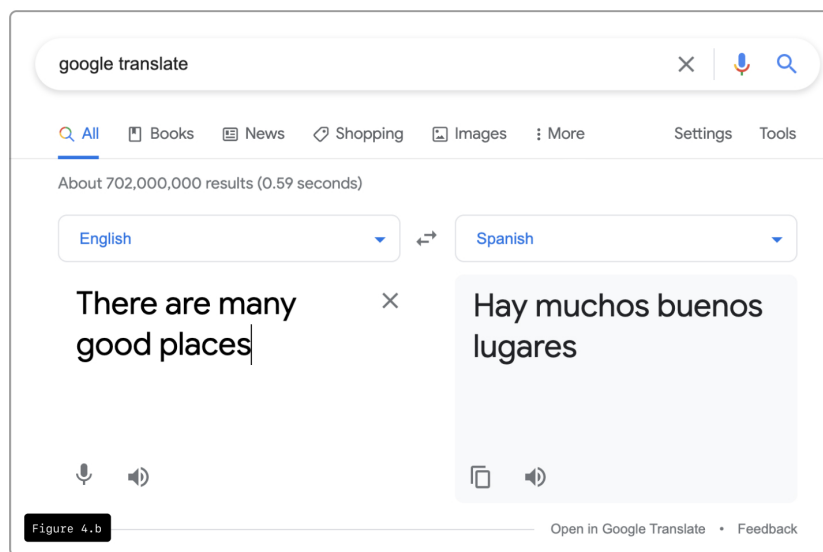 google translate
All Books News Shopping Images More Settings Tools
About 702,000,000 results (0.59 seconds)
English Spanish
There are many
good places
Hay muchos buenos
lugares
Figure 4.b
Open in Google Translate • Feedback